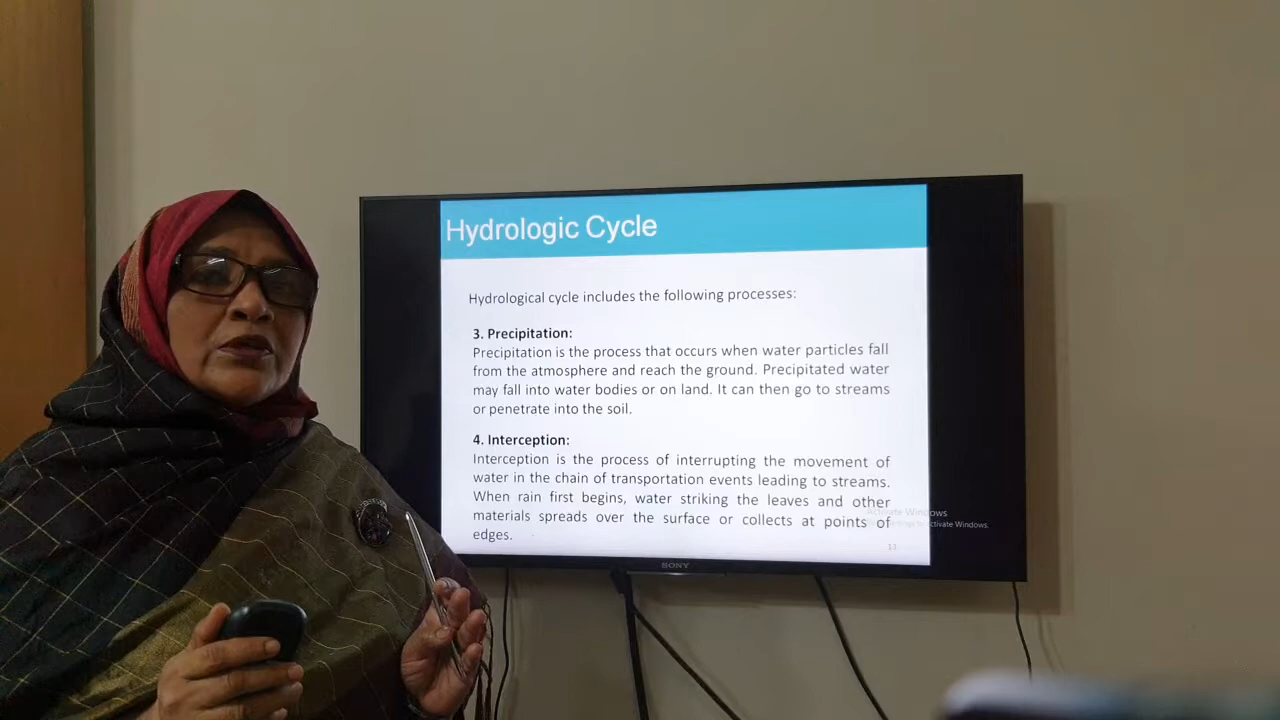 Hydrologic Cycle
Hydrological cycle includes the following processes:
3. Precipitation:
Precipitation is the process that occurs when water particles fall
from the atmosphere and reach the ground. Precipitated water
may fall into water bodies or on land. It can then go to streams
or penetrate into the soil.
4. Interception:
Interception is the process of interrupting the movement of
water in the chain of transportation events leading to streams.
When rain first begins, water striking the leaves and other
materials spreads over the surface or collects at points of
edges.
Activate Windows
Activate Windows.
SONY